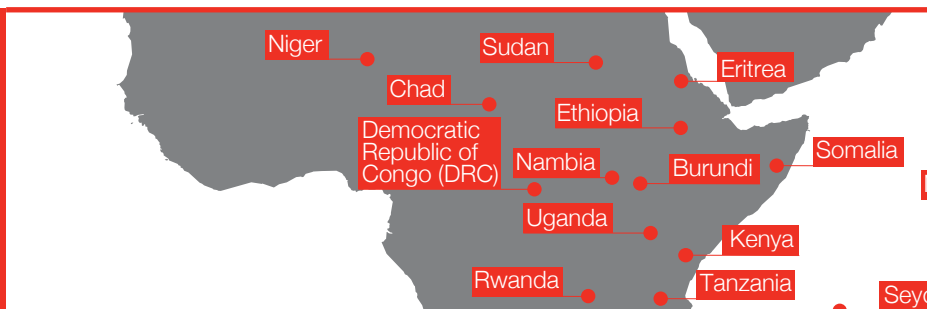 Niger
Sudan
Eritrea
Chad
Ethiopia
Democratic
Republic of
Congo (DRC)
Nambia
Burundi
Somalia
Uganda
Kenya
Rwanda
Tanzania